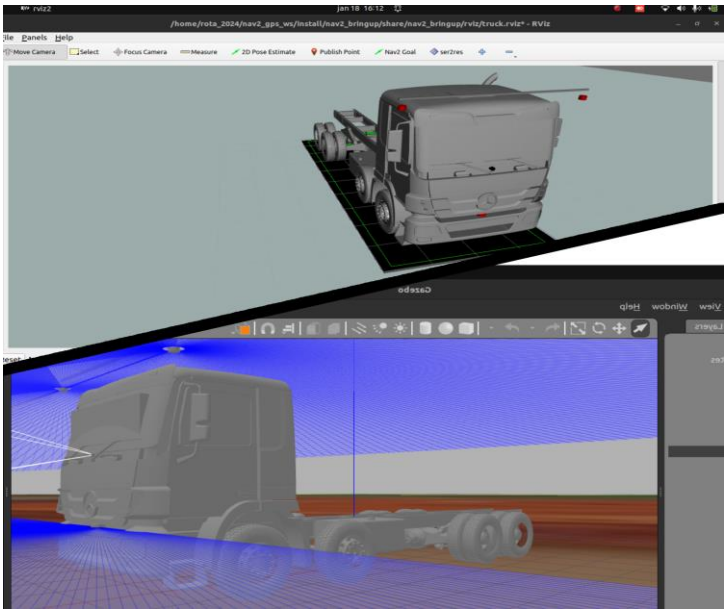 rviz2
Jan 18 16:12
/home/rota_2024/nav2_gps_ws/install/nav2_bringup/share/nav2_bringup/rviz/truck.rviz* - RViz
File Panels Help
Move Camera Select Focus Camera Measure 2D Pose Estimate Publish Point Nav2 Goal ser2res
Gazebo
View Window Help
Layers